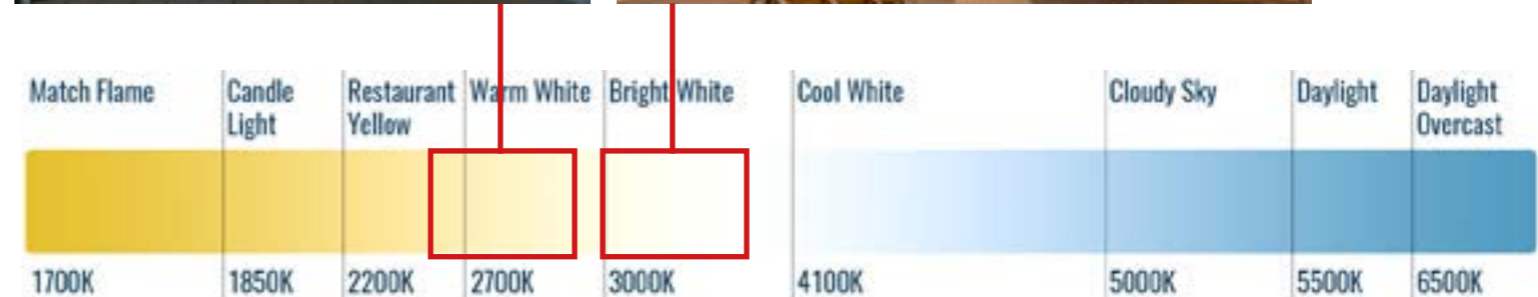 Match Flame
Candle Light
Restaurant Yellow
Warm White
Bright White
Cool White
Cloudy Sky
Daylight
Daylight Overcast
1700K
1850K
2200K
2700K
3000K
4100K
5000K
5500K
6500K